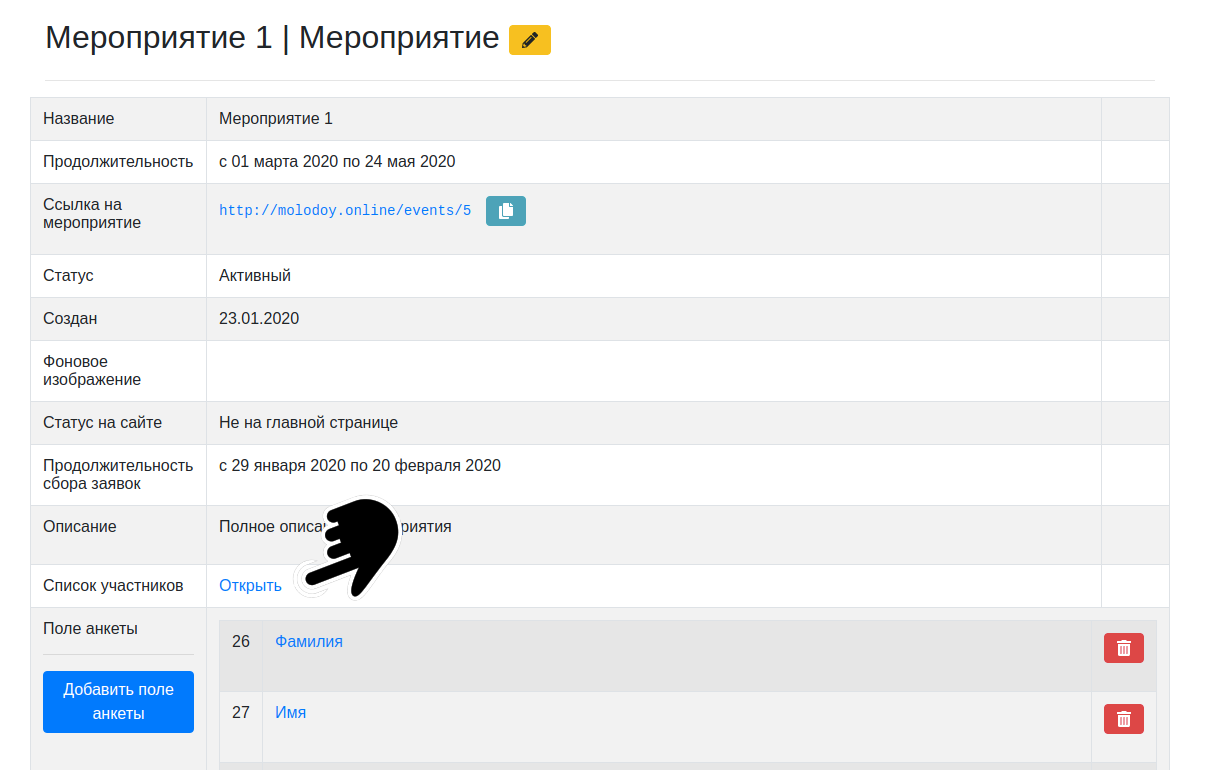 Мероприятие 1 | Мероприятие
Название
Мероприятие 1
Продолжительность
с 01 марта 2020 по 24 мая 2020
Ссылка на
мероприятие
http://molodoy.online/events/5
Статус
Активный
Создан
23.01.2020
Фоновое
изображение
Статус на сайте
Не на главной странице
Продолжительность
сбора заявок
с 29 января 2020 по 20 февраля 2020
Описание
Полное
Список участников
Открыть
Поле анкеты
Добавить поле
анкеты
26
Фамилия
27
Имя